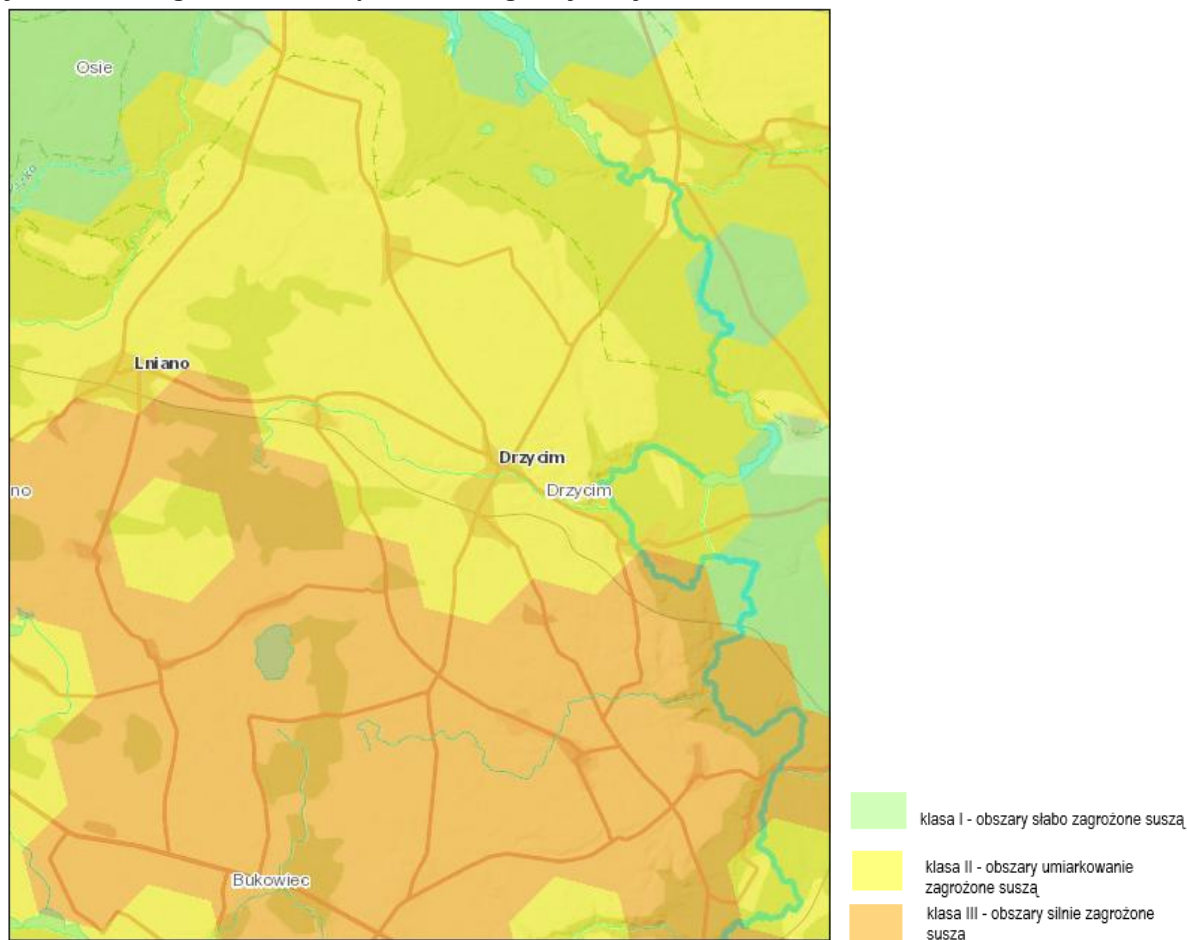 Osie
Lniano
Drzycim
no
Drzycim
Bukowiec
klasa I - obszary słabo zagrożone suszą
klasa II - obszary umiarkowanie
zagrożone suszą
klasa III - obszary silnie zagrożone
susza